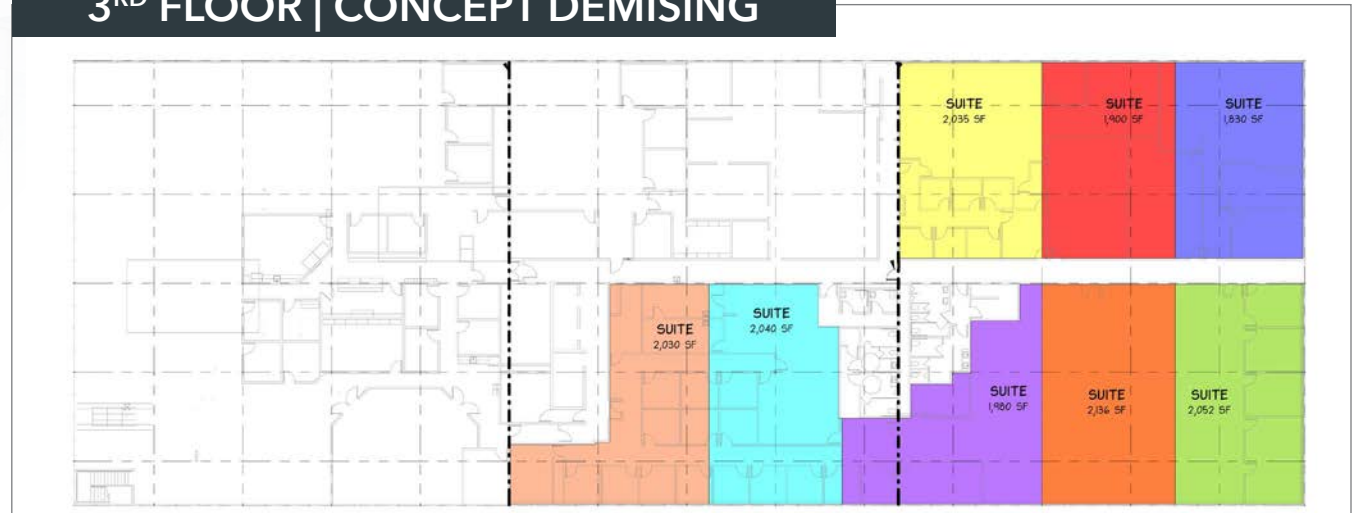 3RD FLOOR | CONCEPT DEMISING
SUITE
2,035 SF
SUITE
1,900 SF
SUITE
1,830 SF
SUITE
2,030 SF
SUITE
2,040 SF
SUITE
1,980 SF
SUITE
2,136 SF
SUITE
2,052 SF